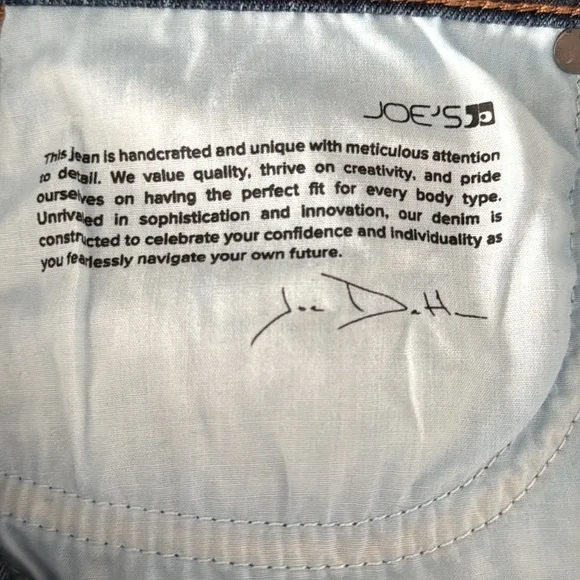 JOE'S
This jean is handcrafted and unique with meticulous attention
to detail. We value quality, thrive on creativity, and pride
ourselves on having the perfect fit for every body type.
Unrivaled in sophistication and innovation, our denim is
constructed to celebrate your confidence and individuality as
you fearlessly navigate your own future.
Joe Dahan